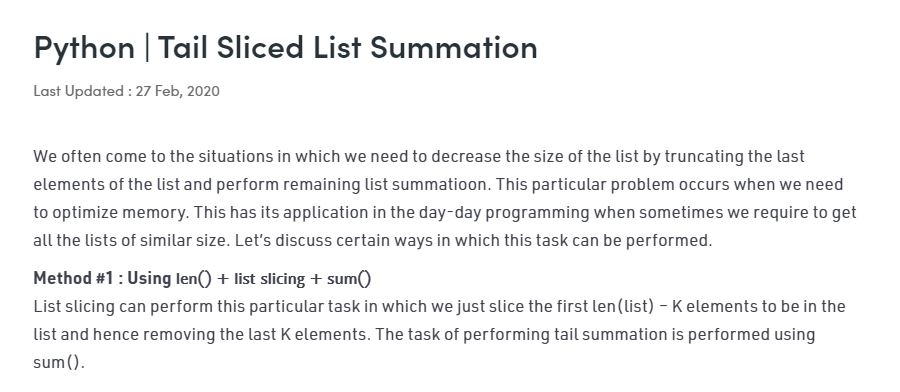 Python | Tail Sliced List Summation
Last Updated : 27 Feb, 2020
We often come to the situations in which we need to decrease the size of the list by truncating the last
elements of the list and perform remaining list summatioon. This particular problem occurs when we need
to optimize memory. This has its application in the day-day programming when sometimes we require to get
all the lists of similar size. Let’s discuss certain ways in which this task can be performed.
Method #1 : Using len() + list slicing + sum()
List slicing can perform this particular task in which we just slice the first len(list) – K elements to be in the
list and hence removing the last K elements. The task of performing tail summation is performed using
sum().